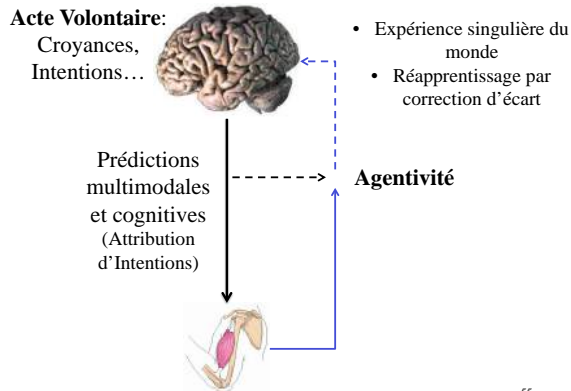 Acte Volontaire:
Croyances,
Intentions…
• Expérience singulière du
monde
• Réapprentissage par
correction d'écart
Prédictions
multimodales
et cognitives
(Attribution
d'Intentions)
Agentivité